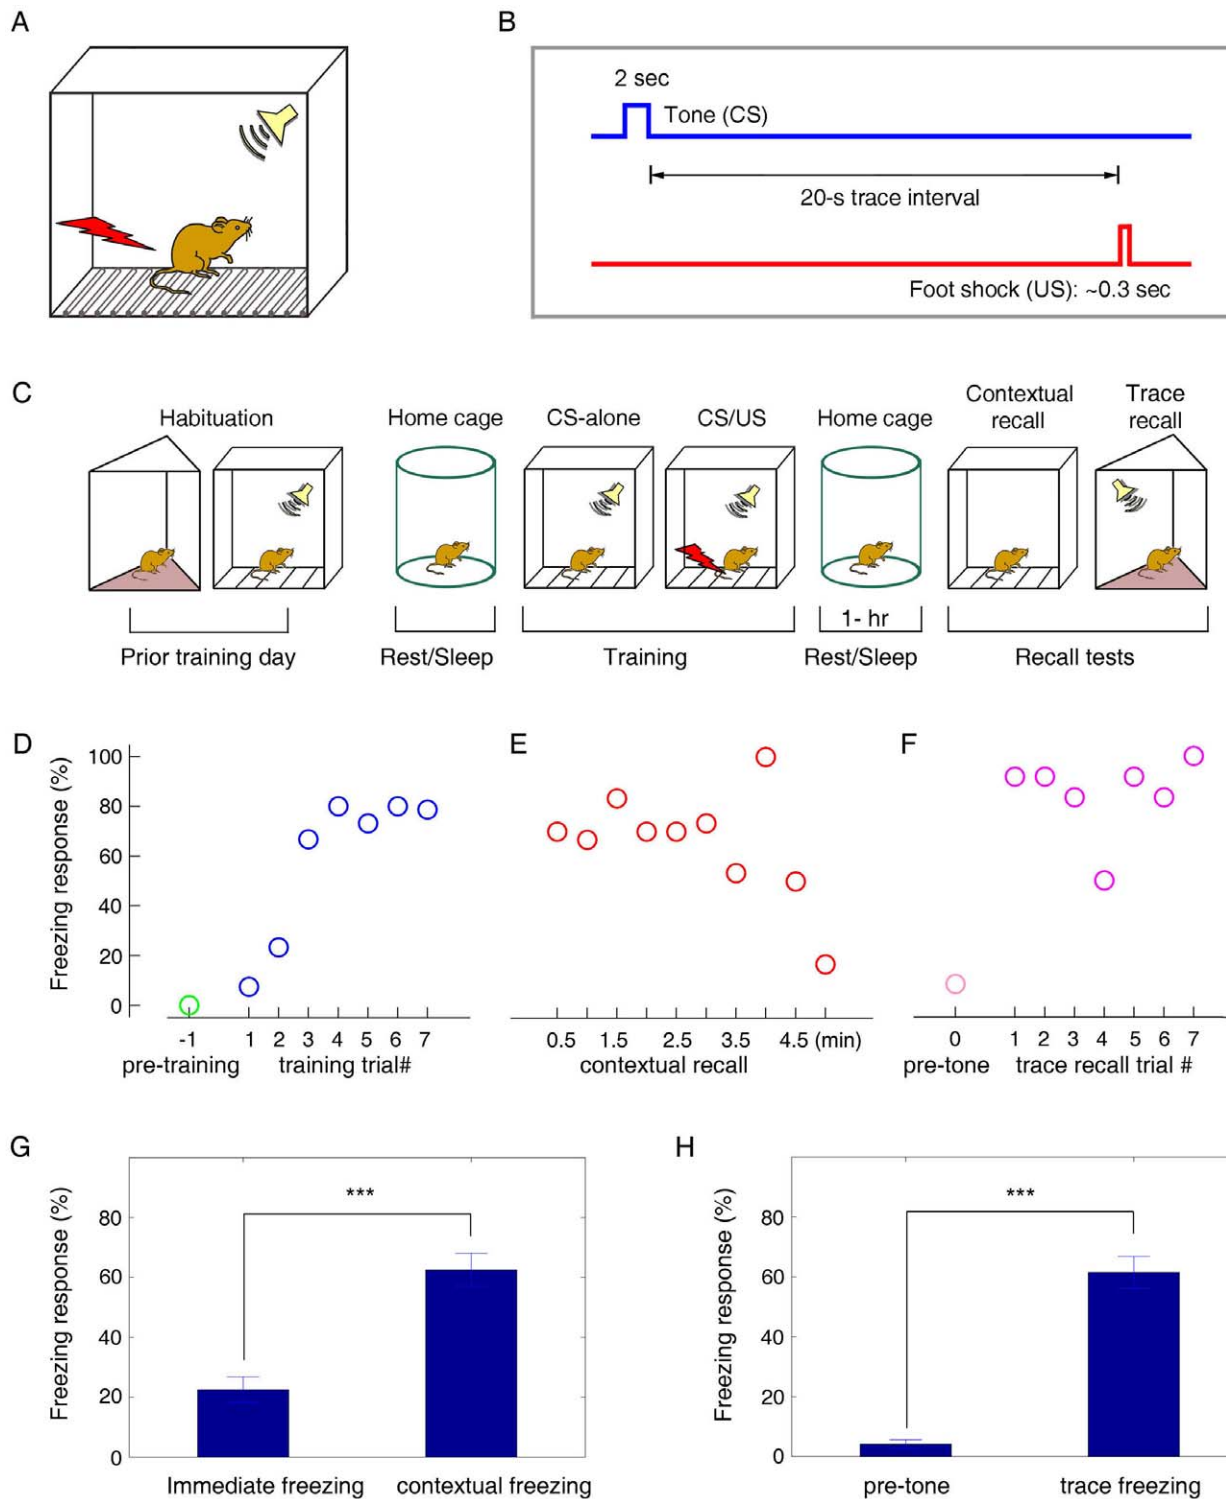 A
B
2 sec
Tone (CS)
20-s trace interval
Foot shock (US): ~0.3 sec
C
Habituation
Home cage
CS-alone
CS/US
Home cage
Contextual
recall
Trace
recall
1- hr
Prior training day
Rest/Sleep
Training
Rest/Sleep
Recall tests
D
E
F
Freezing response (%)
100
80
60
40
20
0
-1 1 2 3 4 5 6 7
pre-training training trial#
0.5 1.5 2.5 3.5 4.5 (min)
contextual recall
0 1 2 3 4 5 6 7
pre-tone trace recall trial #
G
Freezing response (%)
80
60
40
20
0
***
Immediate freezing contextual freezing
H
Freezing response (%)
80
60
40
20
0
***
pre-tone trace freezing